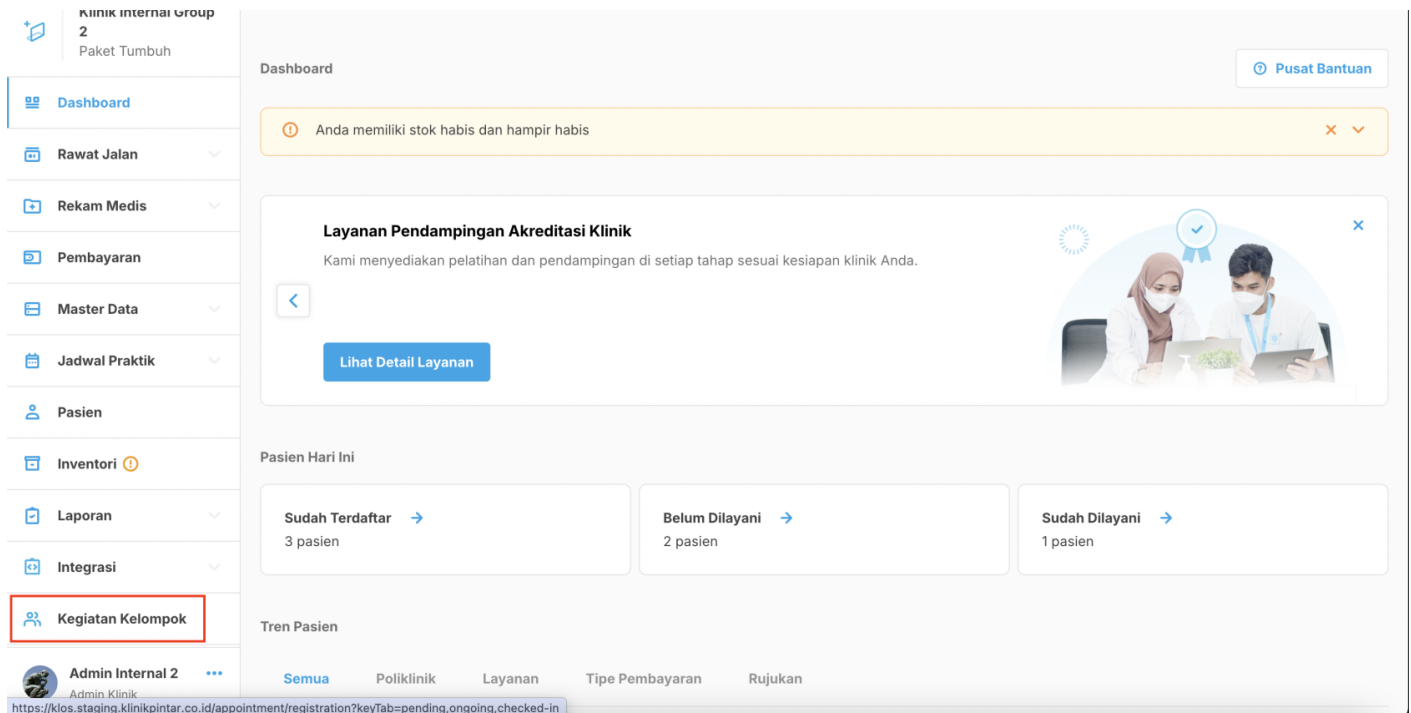 Klinik Internal Group
2
Paket Tumbuh
Dashboard
Rawat Jalan
Rekam Medis
Pembayaran
Master Data
Jadwal Praktik
Pasien
Inventori
Laporan
Integrasi
Kegiatan Kelompok
Admin Internal 2
Admin Klinik
https://klos.staging.klinikpintar.co.id/appointment/registration?keyTab=pending,ongoing,checked-in
Dashboard
Pusat Bantuan
Anda memiliki stok habis dan hampir habis
Layanan Pendampingan Akreditasi Klinik
Kami menyediakan pelatihan dan pendampingan di setiap tahap sesuai kesiapan klinik Anda.
Lihat Detail Layanan
Pasien Hari Ini
Sudah Terdaftar
3 pasien
Belum Dilayani
2 pasien
Sudah Dilayani
1 pasien
Tren Pasien
Semua Poliklinik Layanan Tipe Pembayaran Rujukan